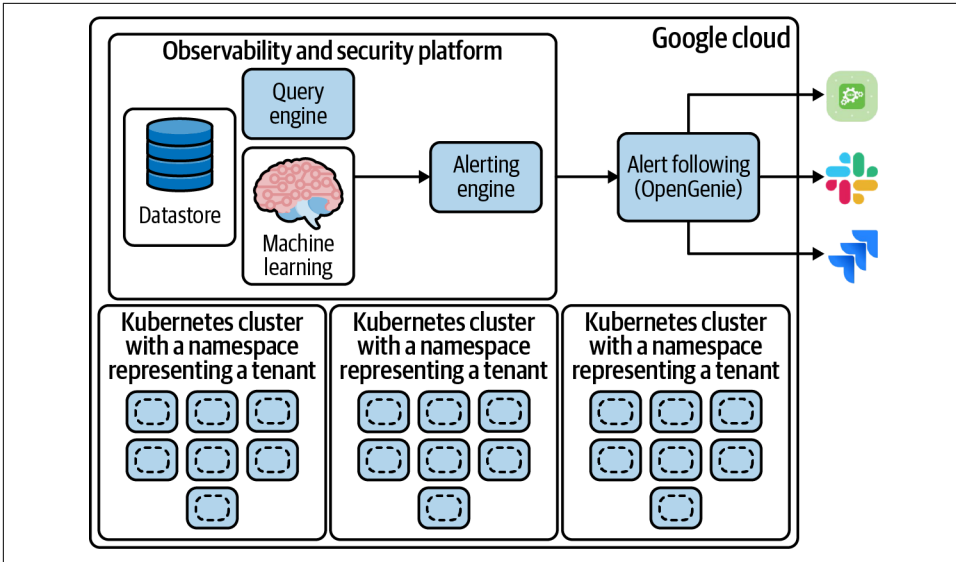 Observability and security platform
Google cloud
Query
engine
Datastore
Machine
learning
Alerting
engine
Alert following
(OpenGenie)
Kubernetes cluster
with a namespace
representing a tenant
Kubernetes cluster
with a namespace
representing a tenant
Kubernetes cluster
with a namespace
representing a tenant